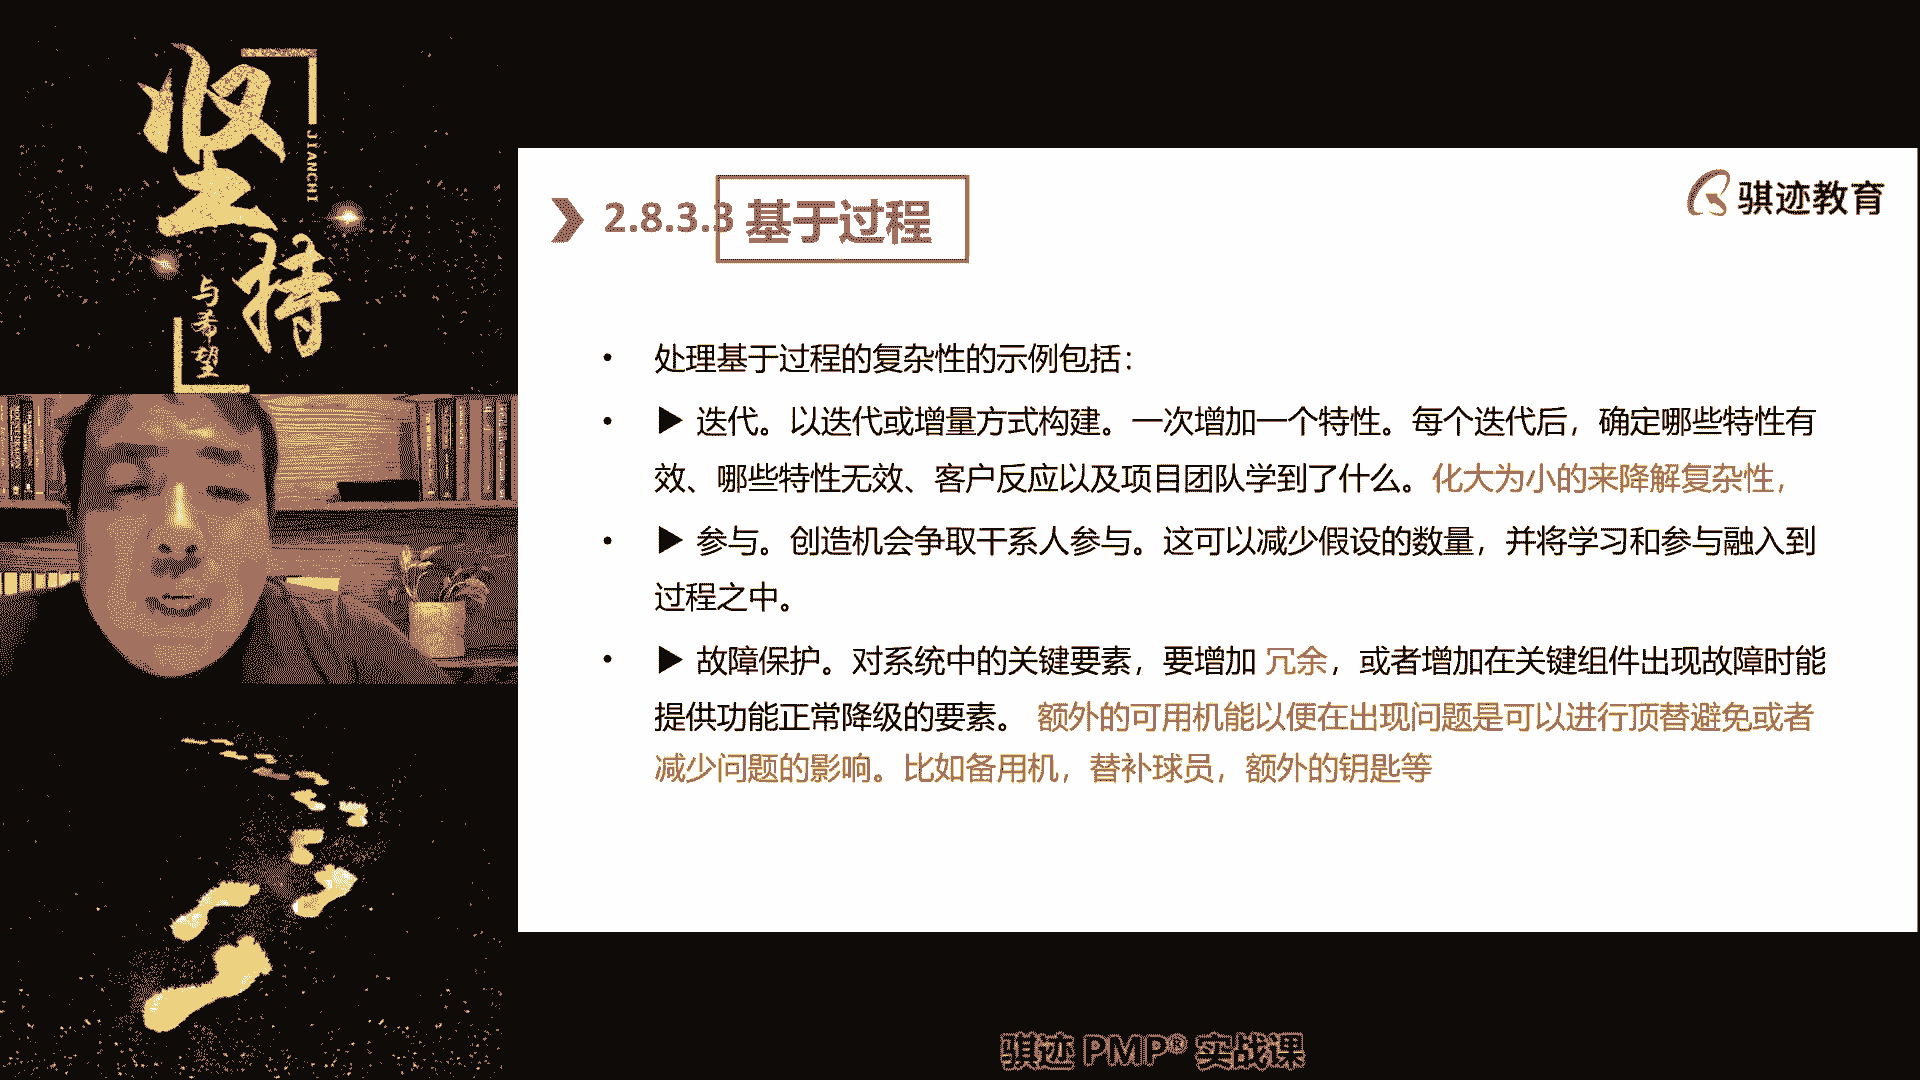 坚持
JIANCHI
与希望
2.8.3.3 基于过程
骐迹教育
• 处理基于过程的复杂性的示例包括：
• ▶ 迭代。以迭代或增量方式构建。一次增加一个特性。每个迭代后，确定哪些特性有
效、哪些特性无效、客户反应以及项目团队学到了什么。化大为小的来降解复杂性，
• ▶ 参与。创造机会争取干系人参与。这可以减少假设的数量，并将学习和参与融入到
过程之中。
• ▶ 故障保护。对系统中的关键要素，要增加 冗余，或者增加在关键组件出现故障时能
提供功能正常降级的要素。 额外的可用机能以便在出现问题是可以进行顶替避免或者
减少问题的影响。比如备用机，替补球员，额外的钥匙等
骐迹 PMP® 实战课